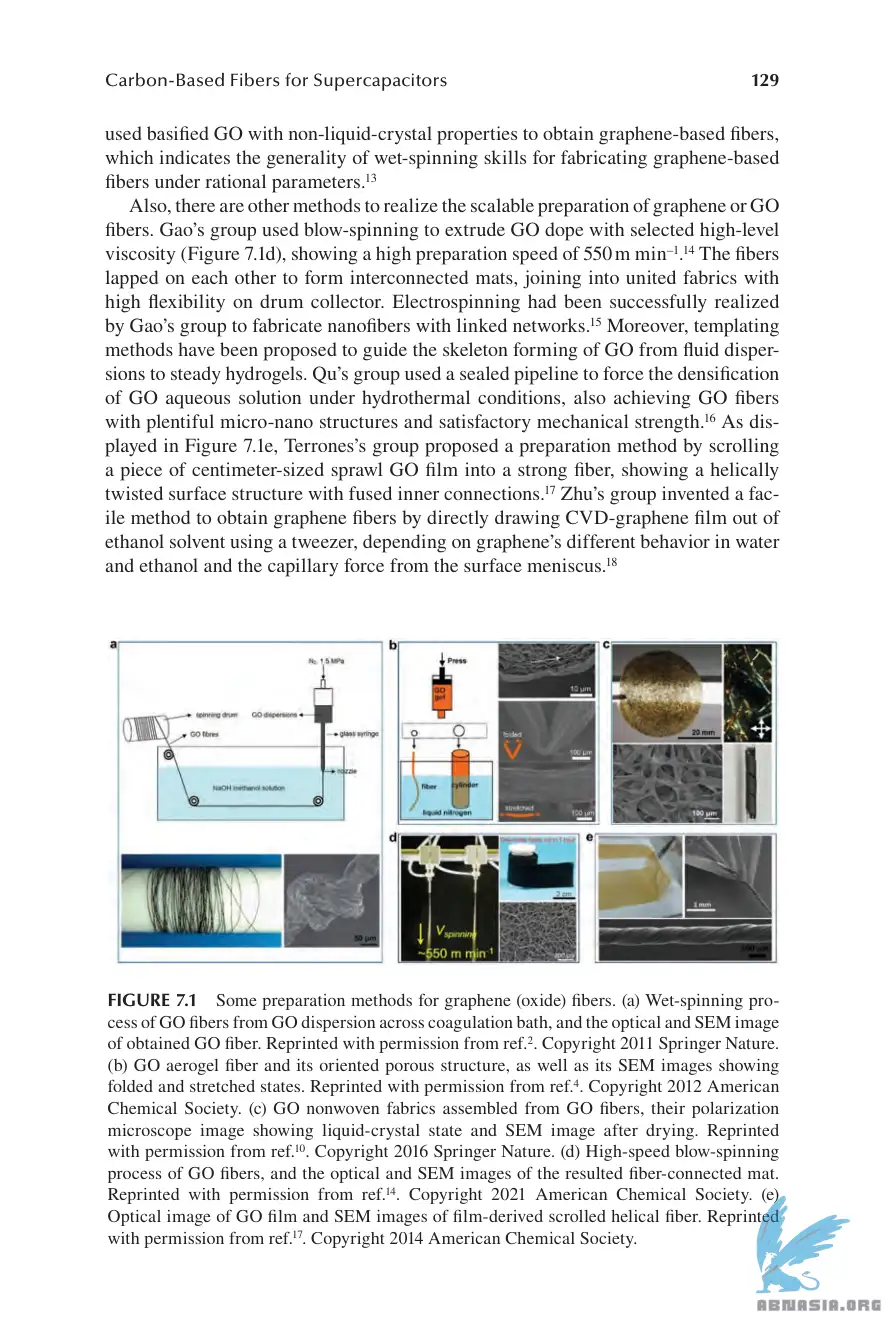 Carbon-Based Fibers for Supercapacitors 129
used basified GO with non-liquid-crystal properties to obtain graphene-based fibers,
which indicates the generality of wet-spinning skills for fabricating graphene-based
fibers under rational parameters.¹³
Also, there are other methods to realize the scalable preparation of graphene or GO
fibers. Gao’s group used blow-spinning to extrude GO dope with selected high-level
viscosity (Figure 7.1d), showing a high preparation speed of 550 m min⁻¹.¹⁴ The fibers
lapped on each other to form interconnected mats, joining into united fabrics with
high flexibility on drum collector. Electrospinning had been successfully realized
by Gao’s group to fabricate nanofibers with linked networks.¹⁵ Moreover, templating
methods have been proposed to guide the skeleton forming of GO from fluid disper-
sions to steady hydrogels. Qu’s group used a sealed pipeline to force the densification
of GO aqueous solution under hydrothermal conditions, also achieving GO fibers
with plentiful micro-nano structures and satisfactory mechanical strength.¹⁶ As dis-
played in Figure 7.1e, Terrones’s group proposed a preparation method by scrolling
a piece of centimeter-sized sprawl GO film into a strong fiber, showing a helically
twisted surface structure with fused inner connections.¹⁷ Zhu’s group invented a fac-
ile method to obtain graphene fibers by directly drawing CVD-graphene film out of
ethanol solvent using a tweezer, depending on graphene’s different behavior in water
and ethanol and the capillary force from the surface meniscus.¹⁸
a
N₂, 1.5 MPa
spinning drum
GO dispersions
GO fibres
glass syringe
nozzle
NaOH methanol solution
50 μm
b
Press
GO
gel
fiber
cylinder
liquid nitrogen
10 μm
folded
100 μm
stretched
100 μm
c
20 mm
100 μm
d
Vspinning
~550 m min⁻¹
2 cm
e
1 mm
FIGURE 7.1 Some preparation methods for graphene (oxide) fibers. (a) Wet-spinning pro-
cess of GO fibers from GO dispersion across coagulation bath, and the optical and SEM image
of obtained GO fiber. Reprinted with permission from ref.². Copyright 2011 Springer Nature.
(b) GO aerogel fiber and its oriented porous structure, as well as its SEM images showing
folded and stretched states. Reprinted with permission from ref.⁴. Copyright 2012 American
Chemical Society. (c) GO nonwoven fabrics assembled from GO fibers, their polarization
microscope image showing liquid-crystal state and SEM image after drying. Reprinted
with permission from ref.¹⁰. Copyright 2016 Springer Nature. (d) High-speed blow-spinning
process of GO fibers, and the optical and SEM images of the resulted fiber-connected mat.
Reprinted with permission from ref.¹⁴. Copyright 2021 American Chemical Society. (e)
Optical image of GO film and SEM images of film-derived scrolled helical fiber. Reprinted
with permission from ref.¹⁷. Copyright 2014 American Chemical Society.
ABNASIA.ORG